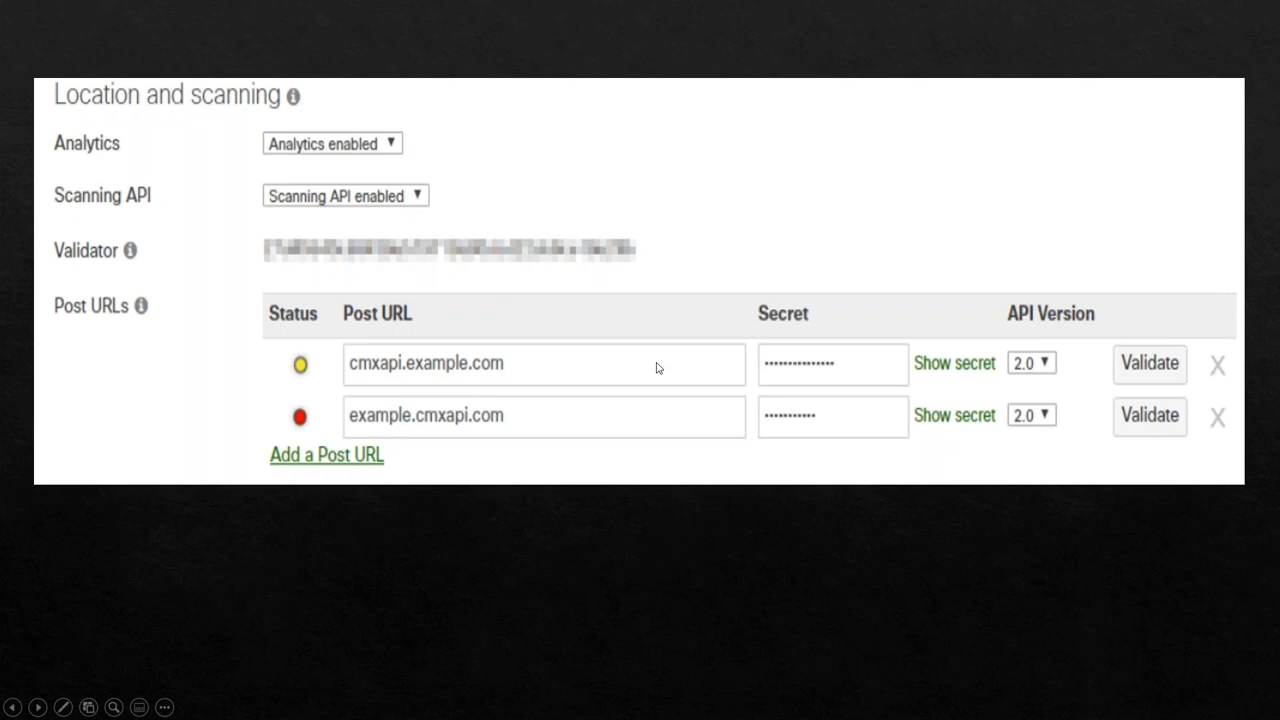 Location and scanning
Analytics Analytics enabled
Scanning API Scanning API enabled
Validator
Post URLs
Status Post URL Secret API Version
cmxapi.example.com ••••••••••••••• Show secret 2.0 Validate X
example.cmxapi.com ••••••••••• Show secret 2.0 Validate X
Add a Post URL